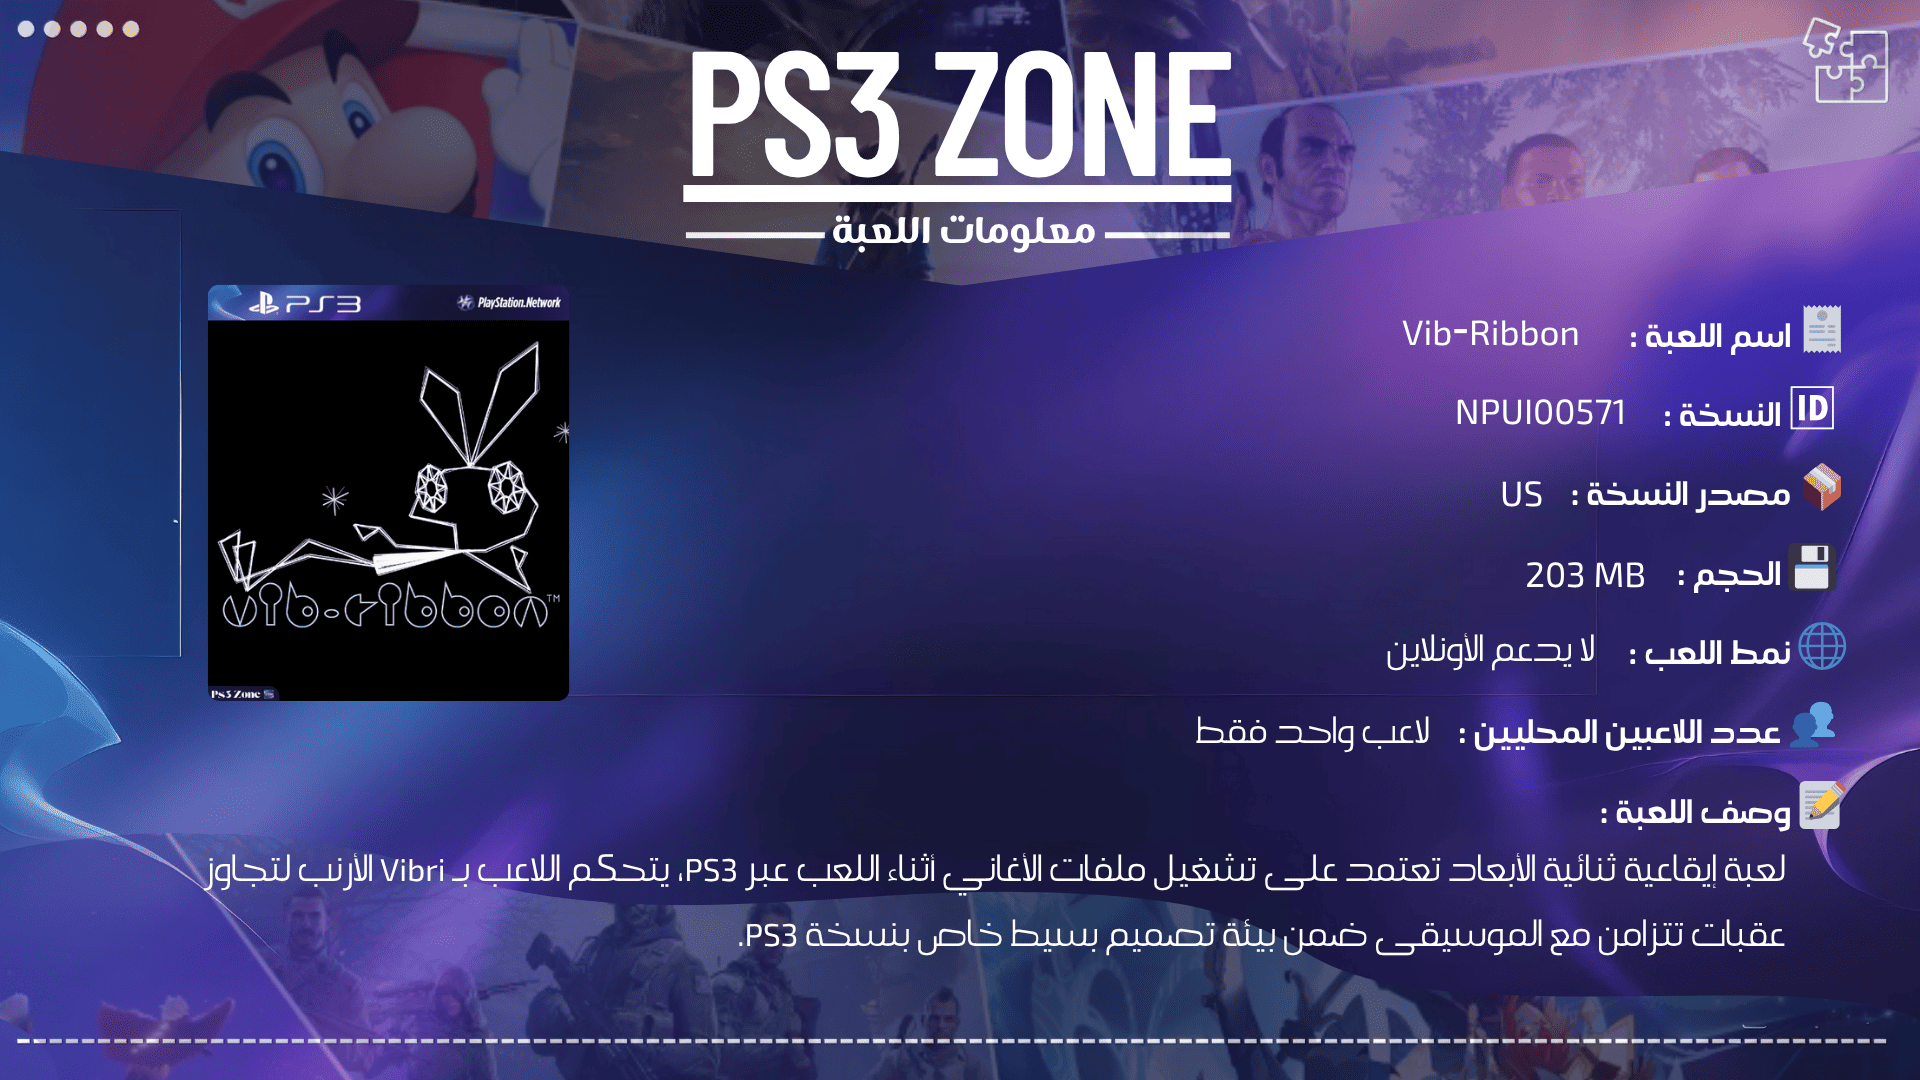 PS3 ZONE
معلومات اللعبة
PS3 PlayStation.Network
vib-ribbon™
Ps3 Zone
اسم اللعبة : Vib-Ribbon
ID النسخة : NPUI00571
مصدر النسخة : US
الحجم : 203 MB
نمط اللعب : لا يدعم الأونلاين
عدد اللاعبين المحليين : لاعب واحد فقط
وصف اللعبة :
لعبة إيقاعية ثنائية الأبعاد تعتمد على تشغيل ملفات الأغاني أثناء اللعب عبر PS3، يتحكم اللاعب بـ Vibri الأرنب لتجاوز
عقبات تتزامن مع الموسيقى ضمن بيئة تصميم بسيط خاص بنسخة PS3.